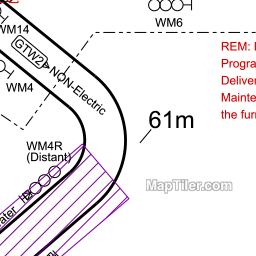 WM6
WM14
GTW2
NON-Electric
WM4
REM:
Progra
Deliver
Mainte
the fur
61m
WM4R
(Distant)
MapTiler.com
ater